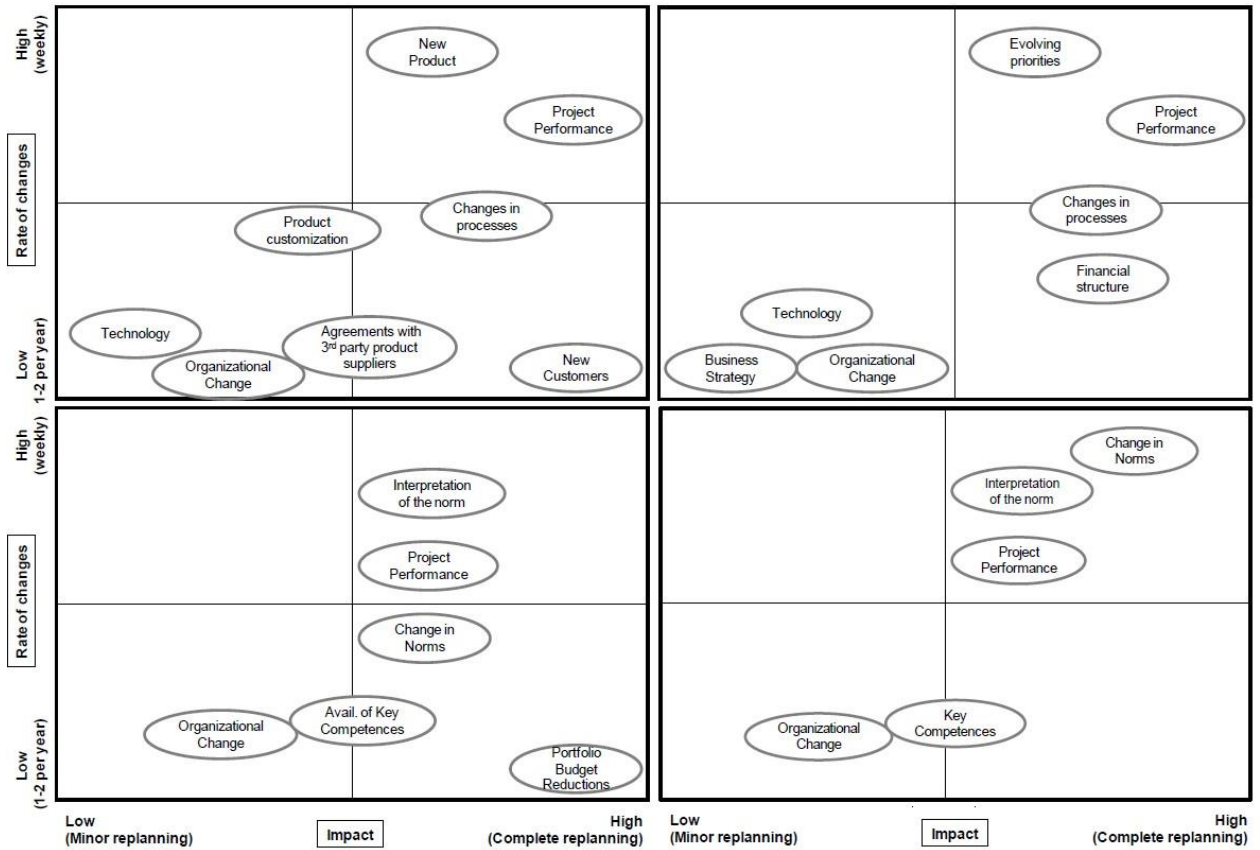 High
(weekly)
Rate of changes
Low
1-2 per year)
New
Product
Project
Performance
Changes in
processes
Product
customization
Technology
Organizational
Change
Agreements with
3rd party product
suppliers
New
Customers
Evolving
priorities
Project
Performance
Changes in
processes
Financial
structure
Technology
Business
Strategy
Organizational
Change
High
(weekly)
Rate of changes
Low
(1-2 per year)
Interpretation
of the norm
Project
Performance
Change in
Norms
Organizational
Change
Avail. of Key
Competences
Portfolio
Budget
Reductions
Change in
Norms
Interpretation
of the norm
Project
Performance
Organizational
Change
Key
Competences
Low
(Minor replanning)
Impact
High
(Complete replanning)
Low
(Minor replanning)
Impact
High
(Complete replanning)